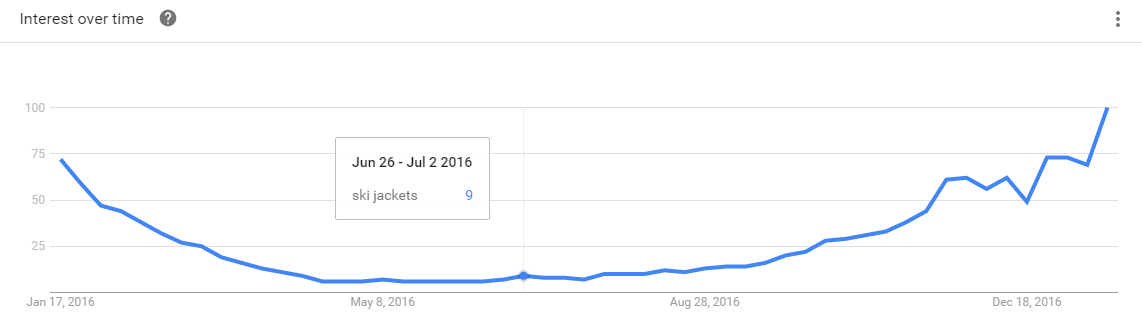 Interest over time ?
100
75
50
25
Jun 26 - Jul 2 2016
ski jackets 9
Jan 17, 2016 May 8, 2016 Aug 28, 2016 Dec 18, 2016